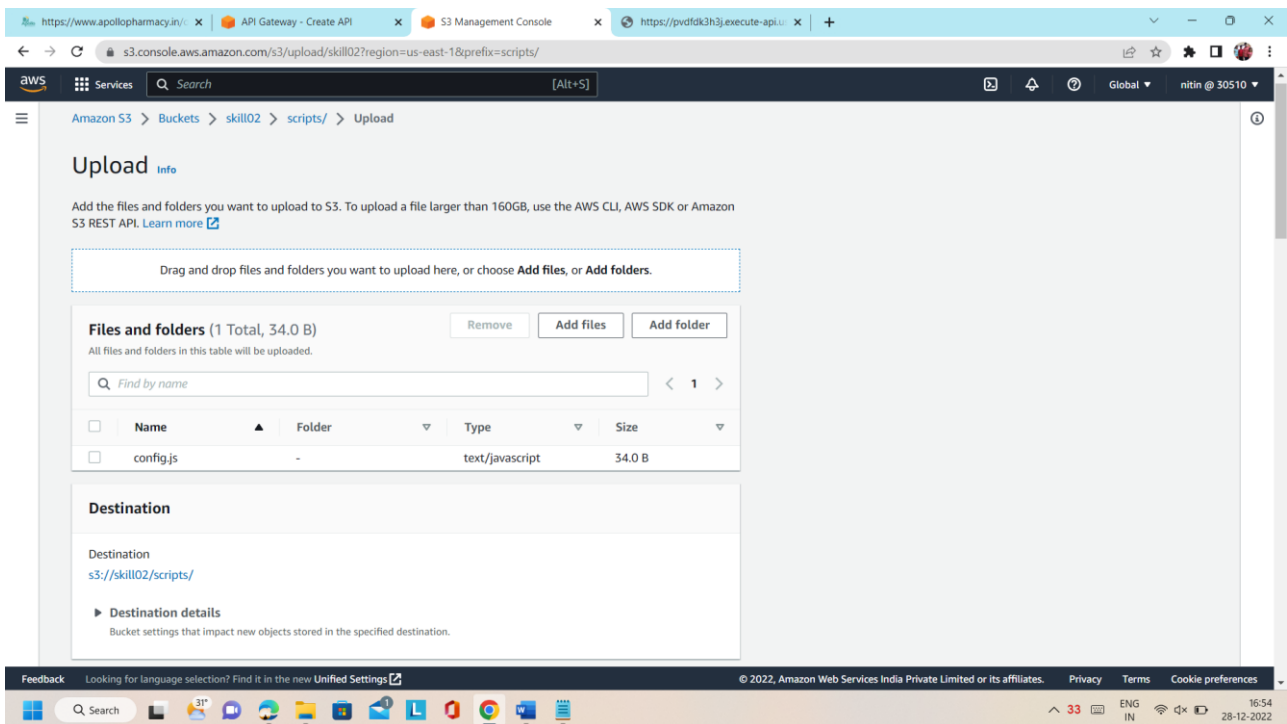 https://www.apollopharmacy.in/c
API Gateway - Create API
S3 Management Console
https://pvdfdk3h3j.execute-api.u
s3.console.aws.amazon.com/s3/upload/skill02?region=us-east-1&prefix=scripts/
aws Services Search [Alt+S] Global nitin @ 30510
Amazon S3 > Buckets > skill02 > scripts/ > Upload
Upload Info
Add the files and folders you want to upload to S3. To upload a file larger than 160GB, use the AWS CLI, AWS SDK or Amazon
S3 REST API. Learn more
Drag and drop files and folders you want to upload here, or choose Add files, or Add folders.
Files and folders (1 Total, 34.0 B) Remove Add files Add folder
All files and folders in this table will be uploaded.
Find by name < 1 >
Name Folder Type Size
config.js - text/javascript 34.0 B
Destination
Destination
s3://skill02/scripts/
Destination details
Bucket settings that impact new objects stored in the specified destination.
Feedback Looking for language selection? Find it in the new Unified Settings © 2022, Amazon Web Services India Private Limited or its affiliates. Privacy Terms Cookie preferences
Search 31° 1 L W 33 ENG 16:54
IN 28-12-2022